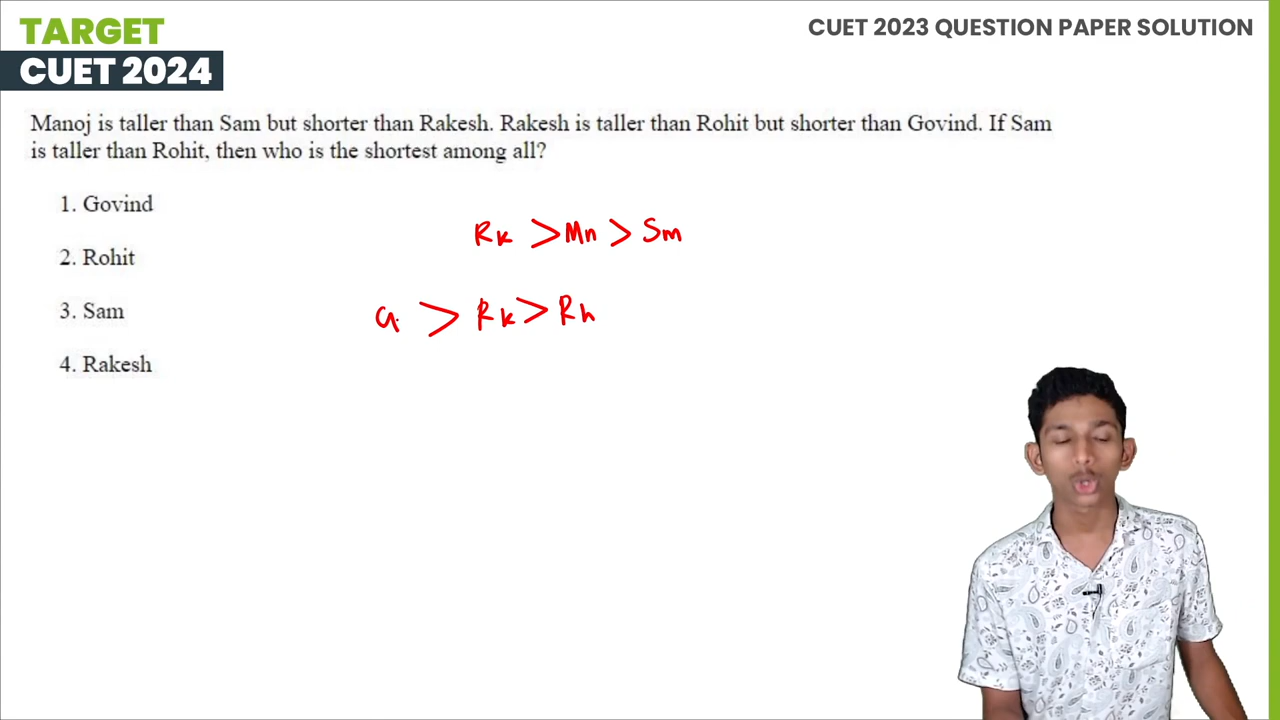 TARGET
CUET 2024
CUET 2023 QUESTION PAPER SOLUTION
Manoj is taller than Sam but shorter than Rakesh. Rakesh is taller than Rohit but shorter than Govind. If Sam
is taller than Rohit, then who is the shortest among all?
1. Govind
2. Rohit
3. Sam
4. Rakesh
Rk > Mn > Sm
G > Rk > Rh